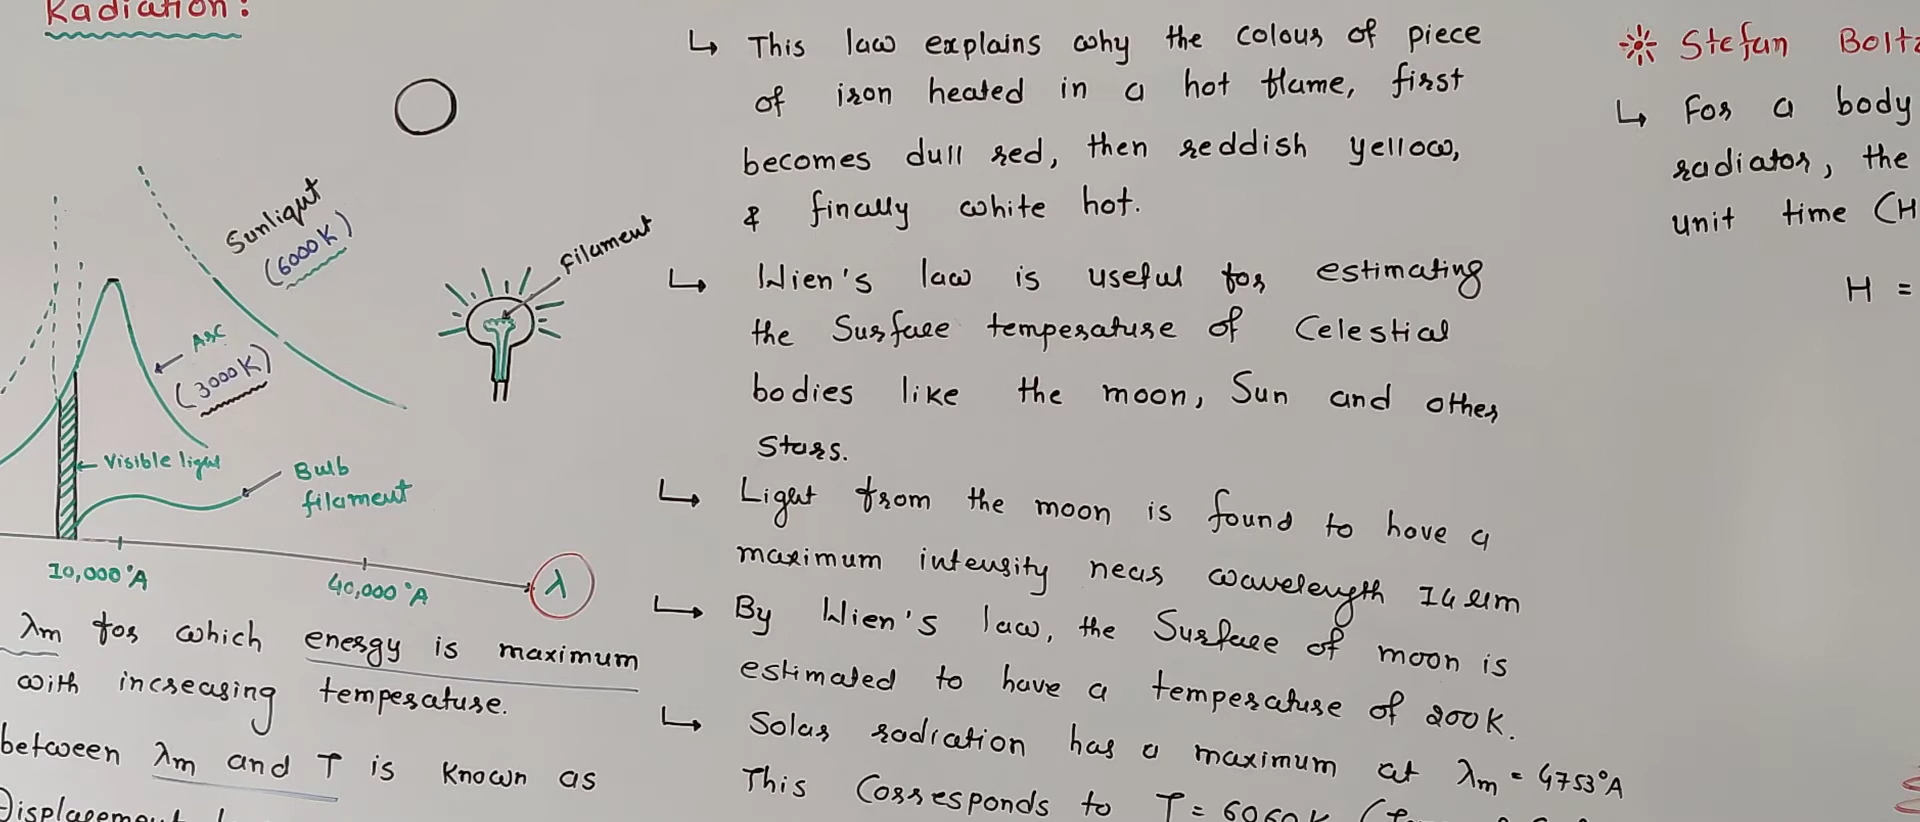 Radiation:
Sunlight
(6000K)
Arc
(3000K)
Visible light
Bulb
filament
10,000°A
40,000°A
λ
filament
λm for which energy is maximum
with increasing temperature.
between λm and T is known as
↳ This law explains why the colour of piece
of iron heated in a hot flame, first
becomes dull red, then reddish yellow,
& finally white hot.
↳ Wien's law is useful for estimating
the Surface temperature of Celestial
bodies like the moon, Sun and other
Stars.
↳ Light from the moon is found to have a
maximum intensity near wavelength 14 μm
↳ By Wien's law, the Surface of moon is
estimated to have a temperature of 200K.
↳ Solar radiation has a maximum at λm = 4753°A
This Corresponds to T = 6060K
Stefan Boltz
↳ For a body
radiator, the
unit time (H
H =